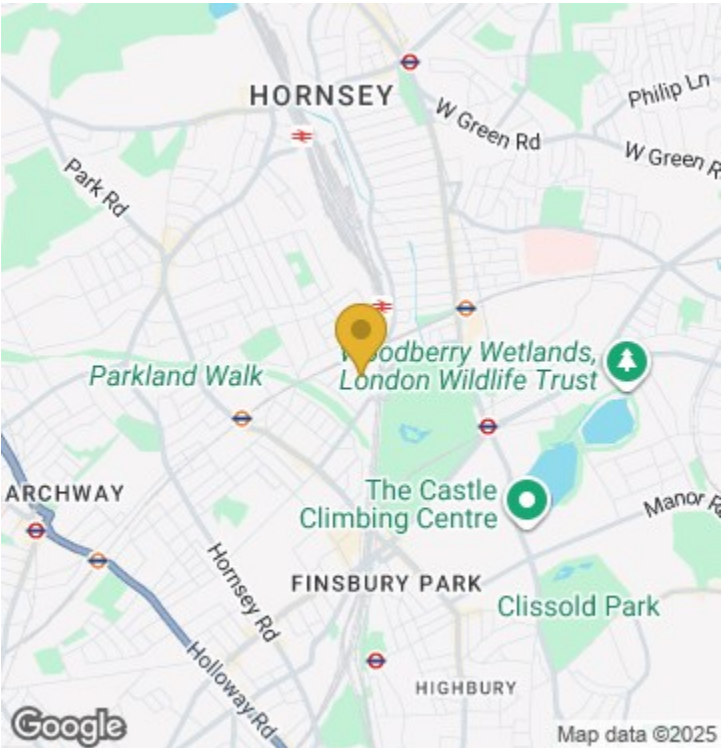 HORNSEY
Philip Ln
W Green Rd
W Green R
Park Rd
Woodberry Wetlands,
London Wildlife Trust
Parkland Walk
The Castle
Climbing Centre
ARCHWAY
Manor R
Hornsey Rd
FINSBURY PARK
Clissold Park
Holloway Rd
HIGHBURY
Google
Map data ©2025